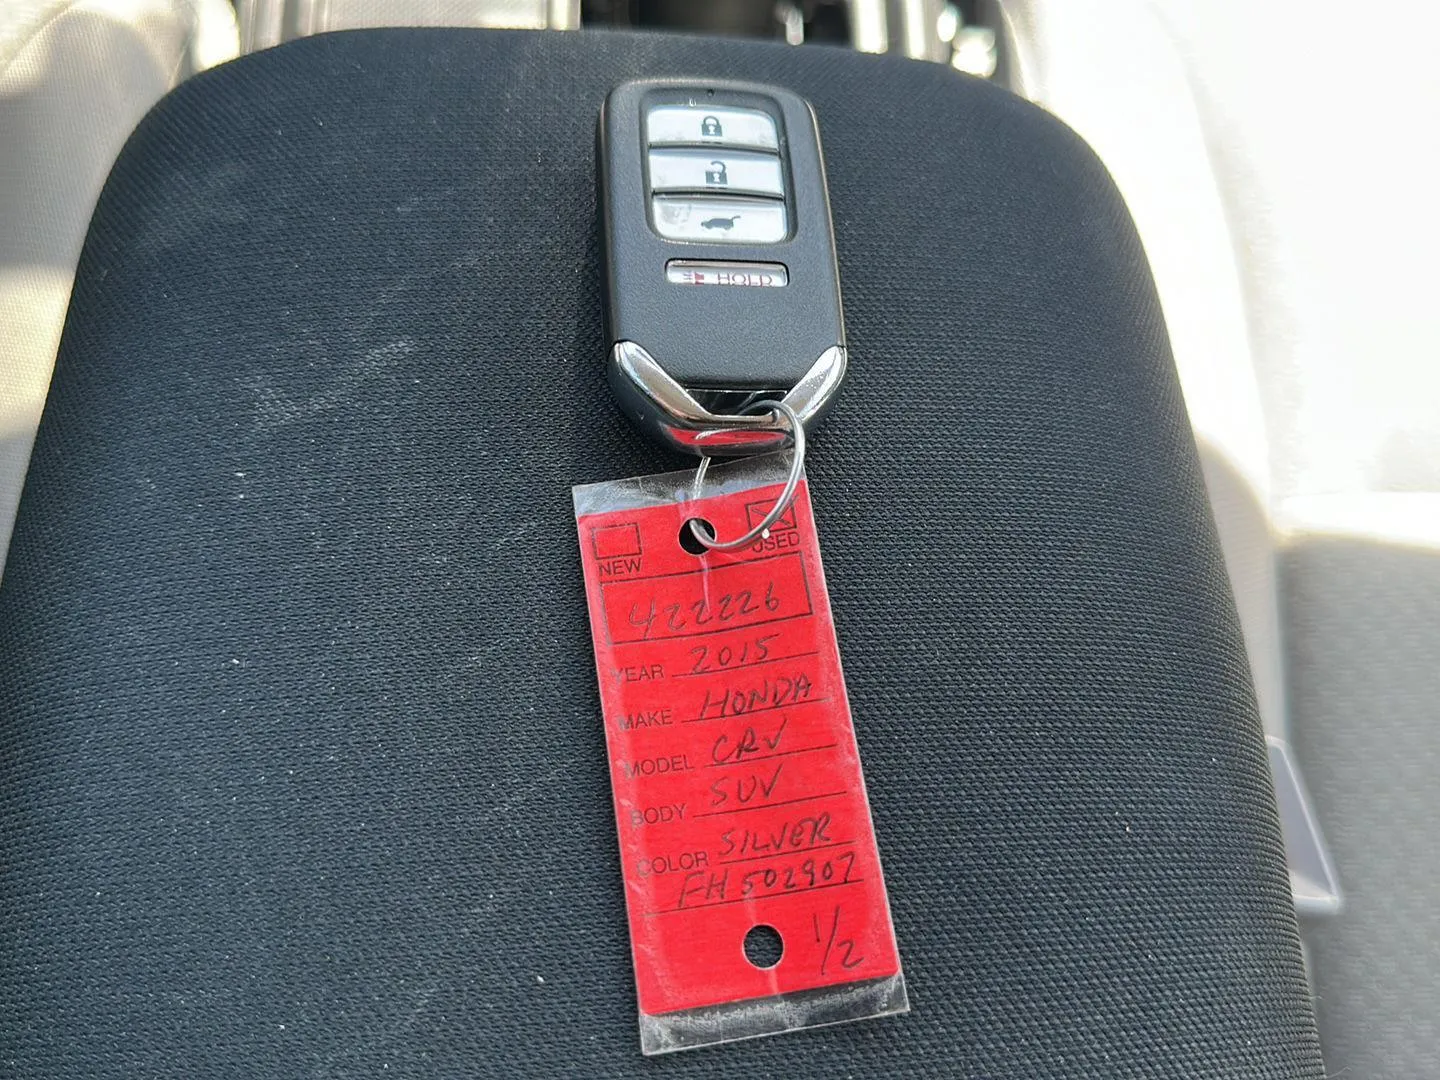 HOLD
NEW USED
422226
YEAR 2015
MAKE HONDA
MODEL CRV
BODY SUV
COLOR SILVER
FH502907
1/2